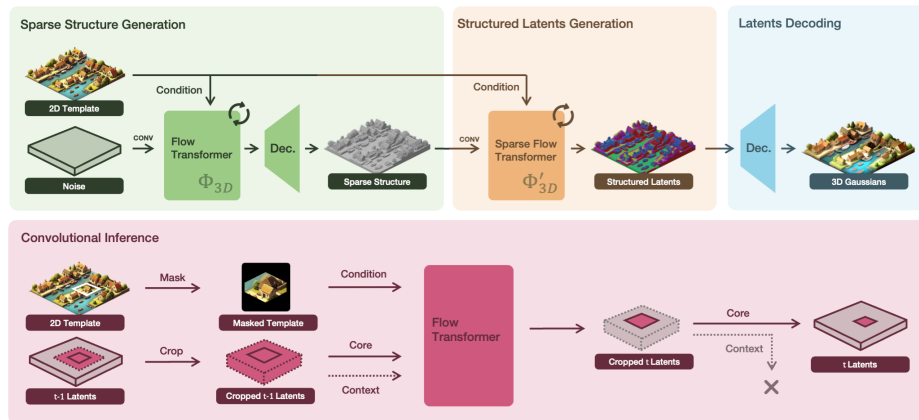 Sparse Structure Generation
Structured Latents Generation
Latents Decoding
2D Template
Condition
Condition
Noise
CONV
Flow
Transformer
Φ3D
Dec.
Sparse Structure
CONV
Sparse Flow
Transformer
Φ′3D
Structured Latents
Dec.
3D Gaussians
Convolutional Inference
2D Template
Mask
Masked Template
Condition
Flow
Transformer
t-1 Latents
Crop
Cropped t-1 Latents
Core
Context
Cropped t Latents
Core
Context
t Latents